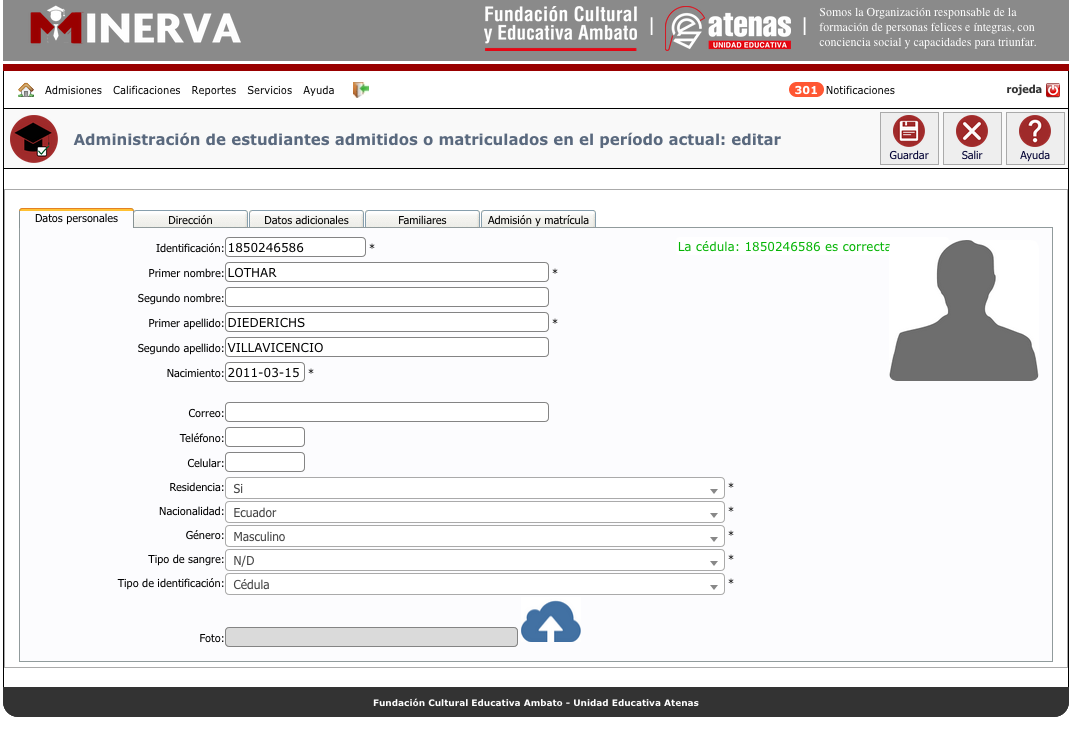 MINERVA
Fundación Cultural
y Educativa Ambato
atenas
UNIDAD EDUCATIVA
Somos la Organización responsable de la
formación de personas felices e íntegras, con
conciencia social y capacidades para triunfar.
Admisiones Calificaciones Reportes Servicios Ayuda 301 Notificaciones rojeda
Administración de estudiantes admitidos o matriculados en el período actual: editar
Guardar Salir Ayuda
Datos personales Dirección Datos adicionales Familiares Admisión y matrícula
Identificación: 1850246586 * La cédula: 1850246586 es correcta
Primer nombre: LOTHAR *
Segundo nombre:
Primer apellido: DIEDERICHS *
Segundo apellido: VILLAVICENCIO
Nacimiento: 2011-03-15 *
Correo:
Teléfono:
Celular:
Residencia: Si *
Nacionalidad: Ecuador *
Género: Masculino *
Tipo de sangre: N/D *
Tipo de identificación: Cédula *
Foto:
Fundación Cultural Educativa Ambato - Unidad Educativa Atenas